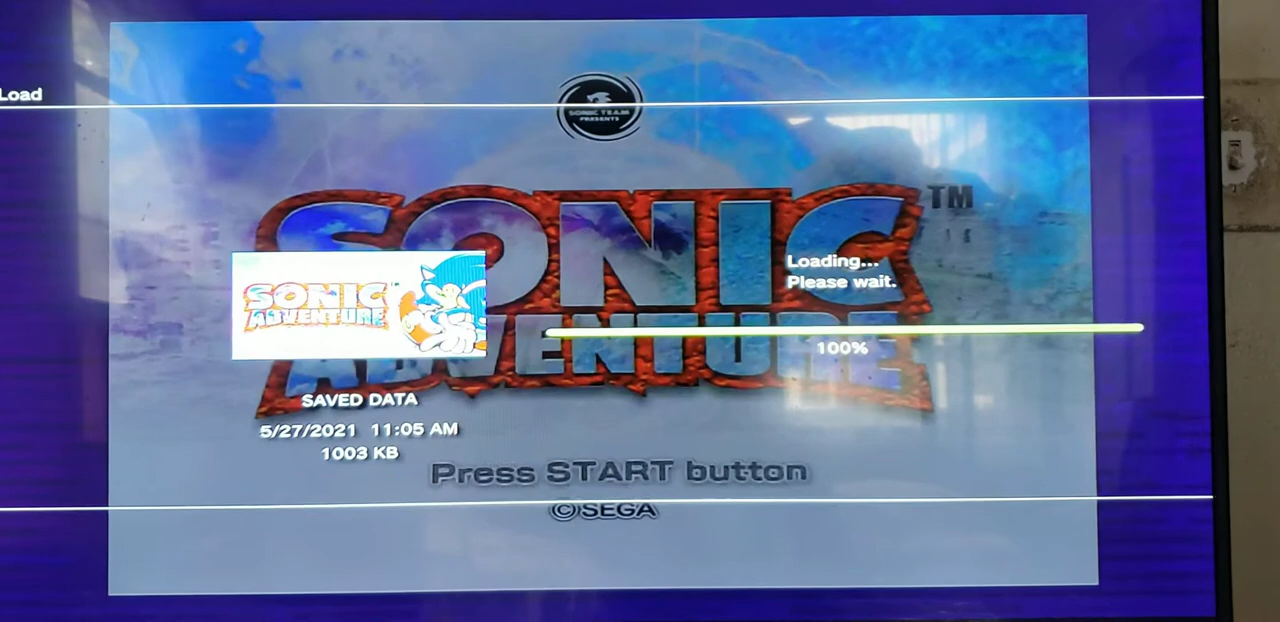 Load
SONIC TEAM
PRESENTS
SONIC
TM
ADVENTURE
SONIC
ADVENTURE
Loading...
Please wait.
100%
SAVED DATA
5/27/2021 11:05 AM
1003 KB
Press START button
©SEGA